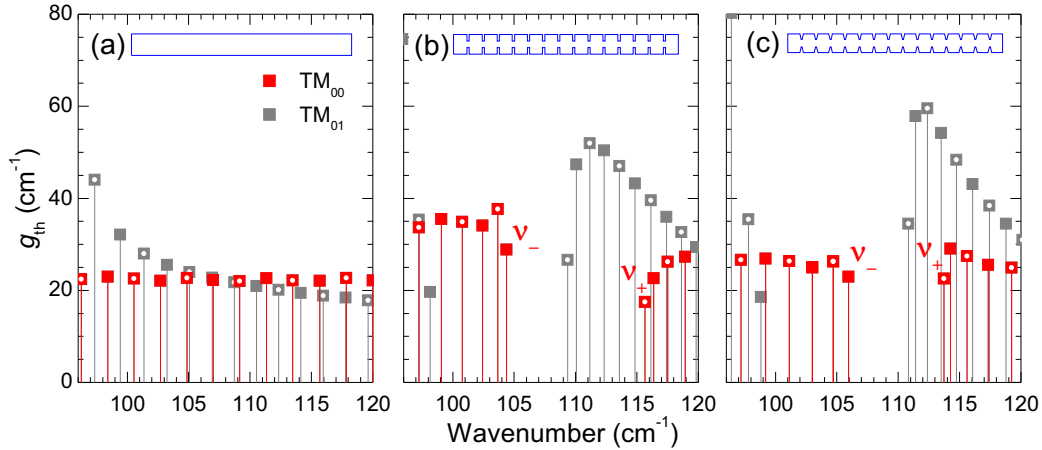 80
60
40
20
0
g_th (cm⁻¹)
(a)
TM₀₀
TM₀₁
(b)
ν₋
ν₊
(c)
ν₋
ν₊
100 105 110 115 120
100 105 110 115 120
100 105 110 115 120
Wavenumber (cm⁻¹)